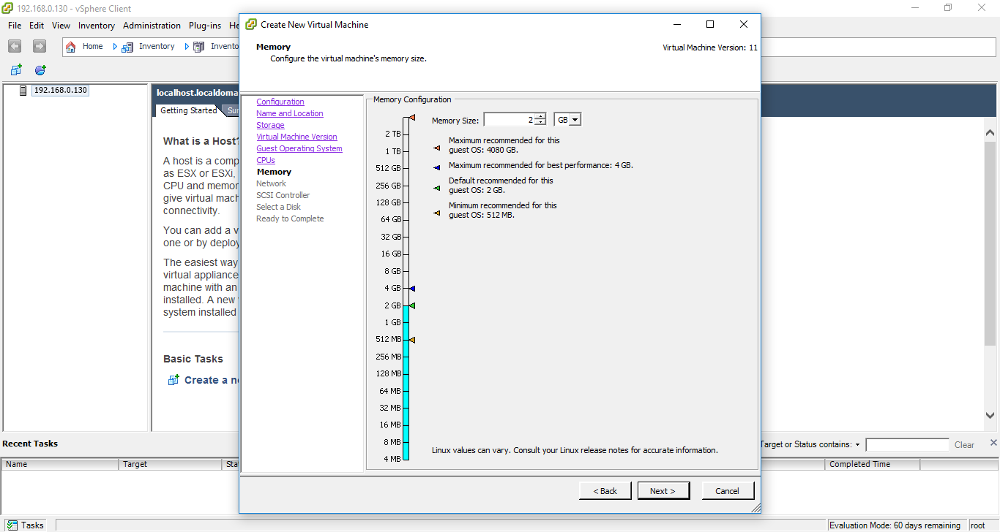 192.168.0.130 - vSphere Client
File Edit View Inventory Administration Plug-ins He
Home Inventory Invento
192.168.0.130
localhost.localdoma
Getting Started Su
What is a Host?
A host is a comp
as ESX or ESXi,
CPU and memor
give virtual mach
connectivity.
You can add a v
one or by deploy
The easiest way
virtual appliance
machine with an
installed. A new
system installed
Basic Tasks
Create a ne
Create New Virtual Machine
Memory
Configure the virtual machine's memory size.
Virtual Machine Version: 11
Configuration
Name and Location
Storage
Virtual Machine Version
Guest Operating System
CPUs
Memory
Network
SCSI Controller
Select a Disk
Ready to Complete
Memory Configuration
2 TB
1 TB
512 GB
256 GB
128 GB
64 GB
32 GB
16 GB
8 GB
4 GB
2 GB
1 GB
512 MB
256 MB
128 MB
64 MB
32 MB
16 MB
8 MB
4 MB
Memory Size: 2 GB
Maximum recommended for this
guest OS: 4080 GB.
Maximum recommended for best performance: 4 GB.
Default recommended for this
guest OS: 2 GB.
Minimum recommended for this
guest OS: 512 MB.
Linux values can vary. Consult your Linux release notes for accurate information.
< Back Next > Cancel
Recent Tasks
Target or Status contains: Clear
Name Target Sta Completed Time
Tasks
Evaluation Mode: 60 days remaining root